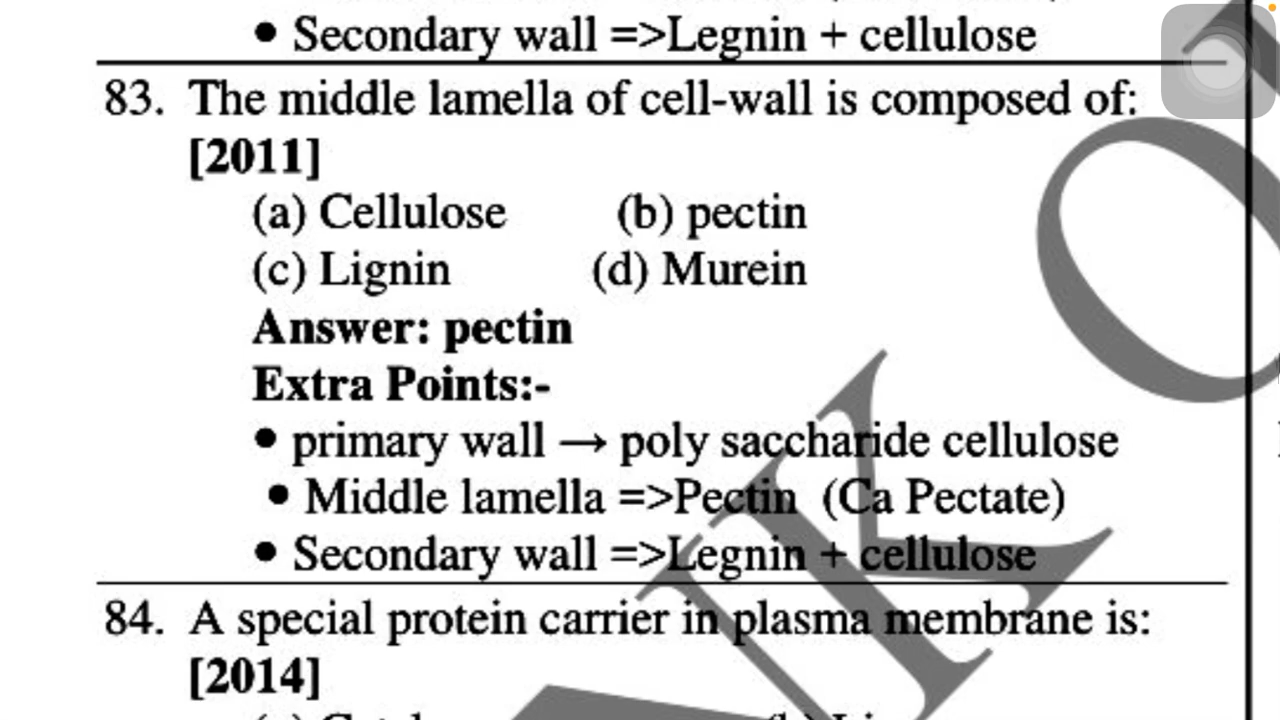 • Secondary wall =>Legnin + cellulose
83. The middle lamella of cell-wall is composed of:
[2011]
(a) Cellulose (b) pectin
(c) Lignin (d) Murein
Answer: pectin
Extra Points:-
• primary wall → poly saccharide cellulose
• Middle lamella =>Pectin (Ca Pectate)
• Secondary wall =>Legnin + cellulose
84. A special protein carrier in plasma membrane is:
[2014]